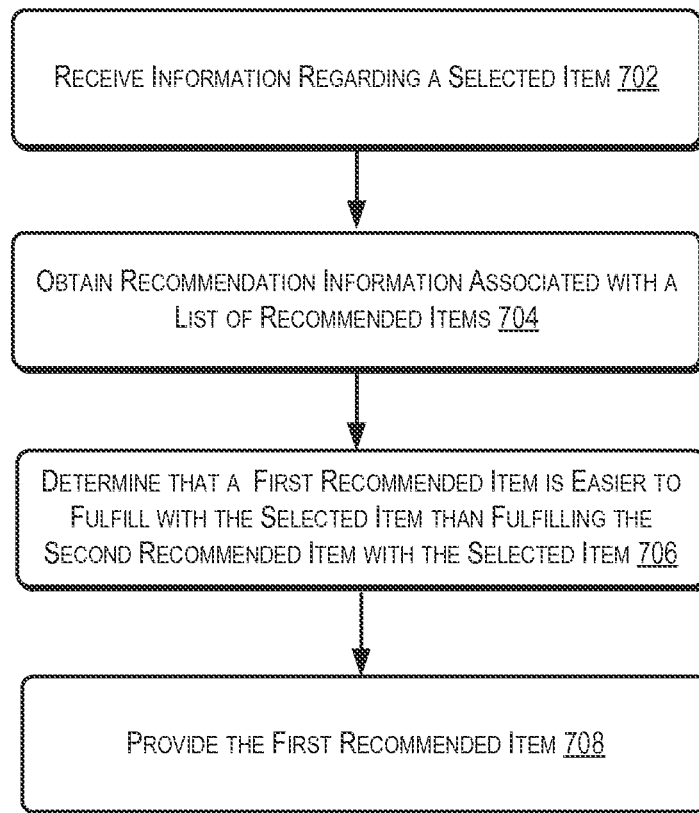 RECEIVE INFORMATION REGARDING A SELECTED ITEM 702
OBTAIN RECOMMENDATION INFORMATION ASSOCIATED WITH A
LIST OF RECOMMENDED ITEMS 704
DETERMINE THAT A FIRST RECOMMENDED ITEM IS EASIER TO
FULFILL WITH THE SELECTED ITEM THAN FULFILLING THE
SECOND RECOMMENDED ITEM WITH THE SELECTED ITEM 706
PROVIDE THE FIRST RECOMMENDED ITEM 708